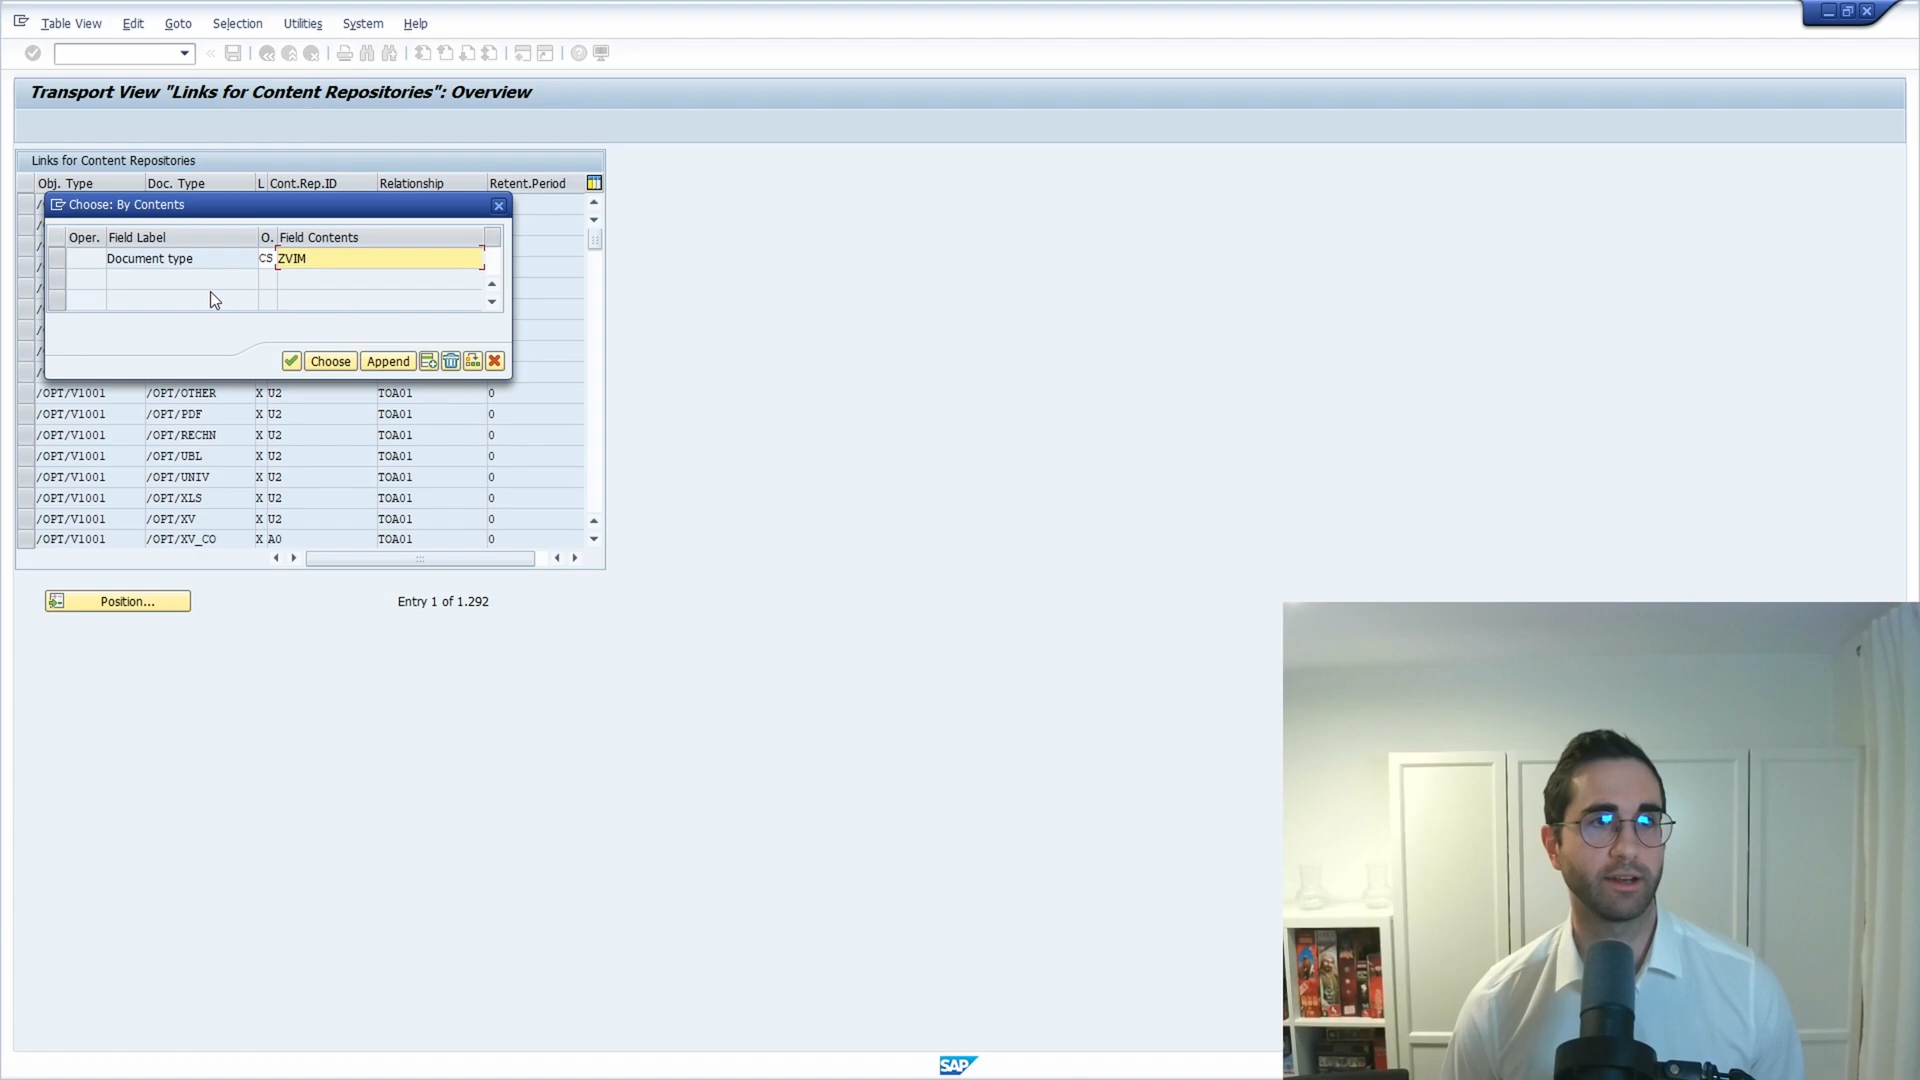 Table View Edit Goto Selection Utilities System Help
Transport View "Links for Content Repositories": Overview
Links for Content Repositories
Obj. Type Doc. Type L Cont.Rep.ID Relationship Retent.Period
Choose: By Contents
Oper. Field Label O. Field Contents
Document type CS ZVIM
Choose Append
/OPT/V1001 /OPT/OTHER X U2 TOA01 0
/OPT/V1001 /OPT/PDF X U2 TOA01 0
/OPT/V1001 /OPT/RECHN X U2 TOA01 0
/OPT/V1001 /OPT/UBL X U2 TOA01 0
/OPT/V1001 /OPT/UNIV X U2 TOA01 0
/OPT/V1001 /OPT/XLS X U2 TOA01 0
/OPT/V1001 /OPT/XV X U2 TOA01 0
/OPT/V1001 /OPT/XV_CO X A0 TOA01 0
Position... Entry 1 of 1.292
SAP